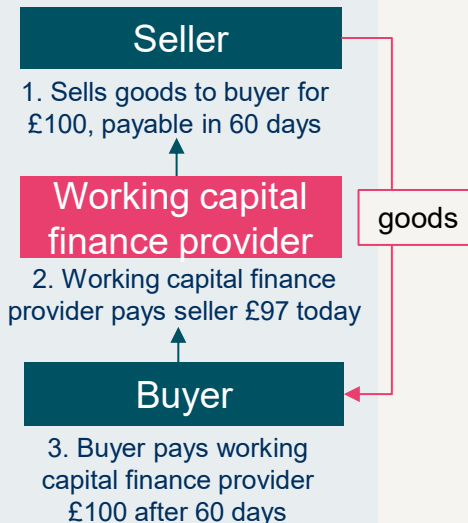 Seller
1. Sells goods to buyer for
£100, payable in 60 days
Working capital
finance provider
goods
2. Working capital finance
provider pays seller £97 today
Buyer
3. Buyer pays working
capital finance provider
£100 after 60 days